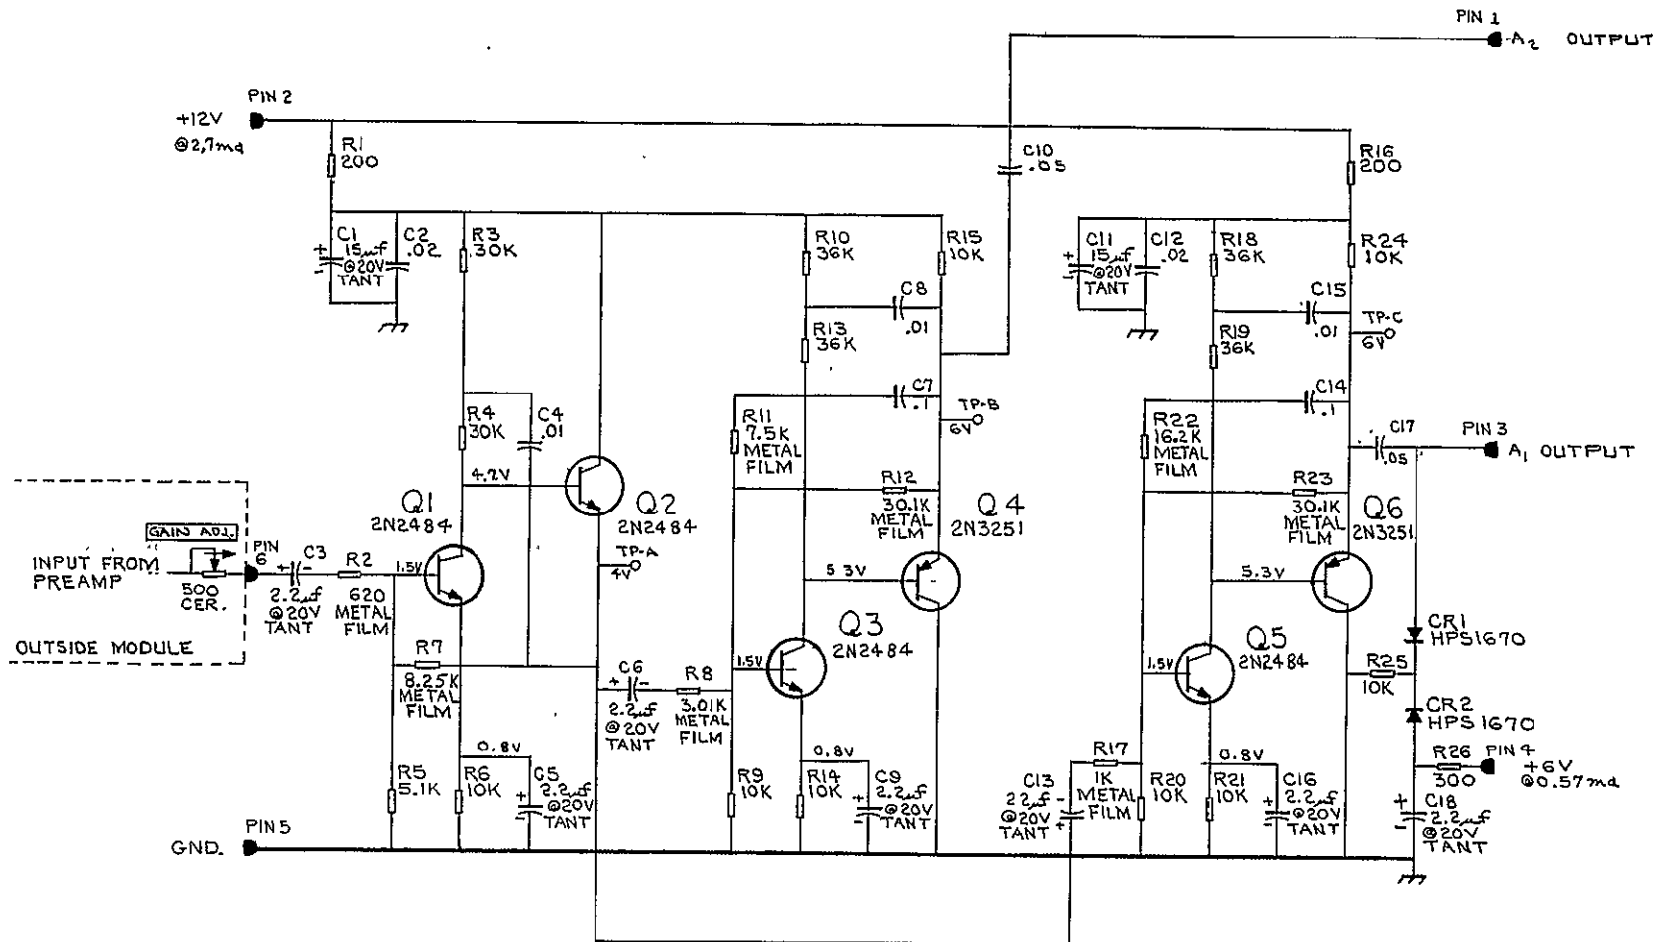 PIN 1
A2 OUTPUT
PIN 2
+12V
@2.7ma
R1
200
C10
.05
R16
200
C1
15µf
@20V
TANT
C2
.02
R3
30K
R10
36K
R15
10K
C11
15µf
@20V
TANT
C12
.02
R18
36K
R24
10K
C8
.01
C15
.01
R13
36K
TP-C
6V
R19
36K
R4
30K
C4
.01
R11
7.5K
METAL
FILM
C7
.1
TP-B
6V
C14
.1
R22
16.2K
METAL
FILM
C17
.05
PIN 3
A1 OUTPUT
4.7V
Q1
2N2484
Q2
2N2484
R12
30.1K
METAL
FILM
Q4
2N3251
R23
30.1K
METAL
FILM
Q6
2N3251
GAIN ADJ.
INPUT FROM
PREAMP
500
CER.
PIN
6
C3
2.2µf
@20V
TANT
R2
620
METAL
FILM
1.5V
TP-A
4V
5.3V
5.3V
OUTSIDE MODULE
R7
8.25K
METAL
FILM
C6
2.2µf
@20V
TANT
R8
3.01K
METAL
FILM
1.5V
Q3
2N2484
1.5V
Q5
2N2484
CR1
HPS1670
R25
10K
CR2
HPS1670
0.8V
0.8V
0.8V
R5
5.1K
R6
10K
C5
2.2µf
@20V
TANT
R9
10K
R14
10K
C9
2.2µf
@20V
TANT
C13
22µf
@20V
TANT
R17
1K
METAL
FILM
R20
10K
R21
10K
C16
2.2µf
@20V
TANT
R26
300
PIN 4
+6V
@0.57ma
C18
2.2µf
@20V
TANT
PIN 5
GND.